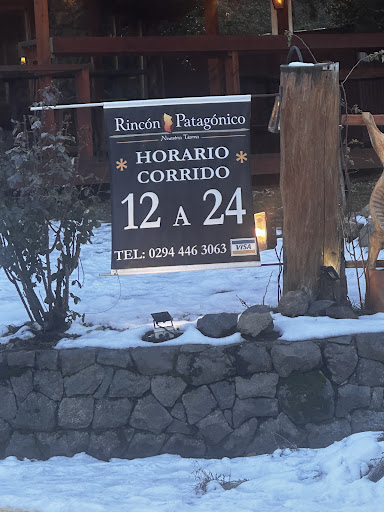 Rincón Patagónico
Nuestra Tierra
* HORARIO *
CORRIDO
12 A 24
TEL: 0294 446 3063 VISA